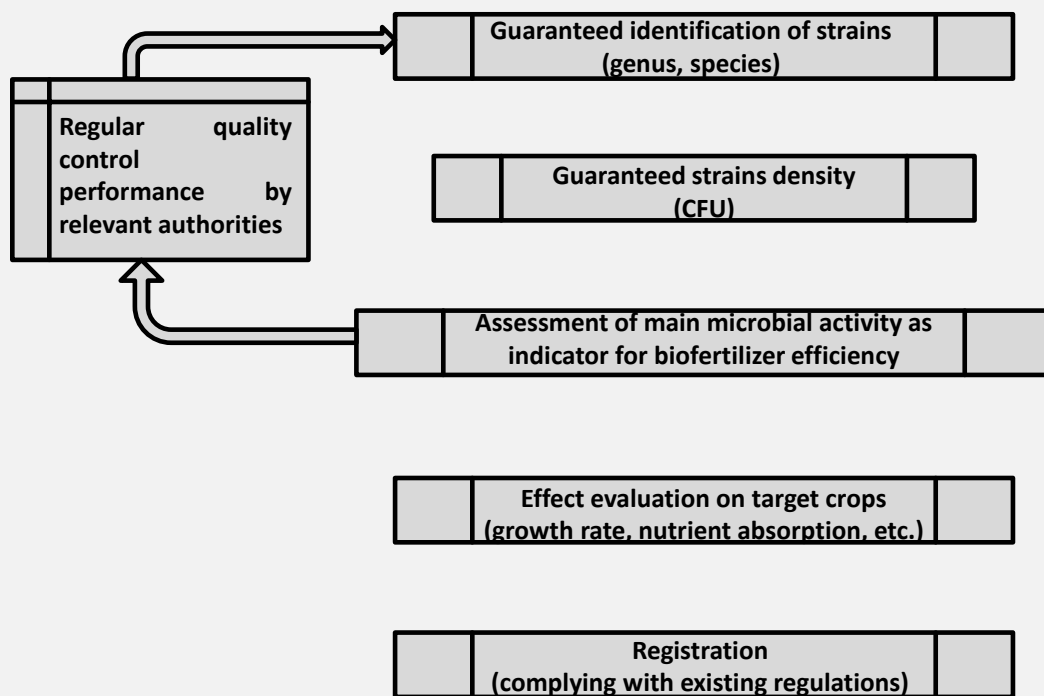 Guaranteed identification of strains
(genus, species)
Regular quality
control
performance by
relevant authorities
Guaranteed strains density
(CFU)
Assessment of main microbial activity as
indicator for biofertilizer efficiency
Effect evaluation on target crops
(growth rate, nutrient absorption, etc.)
Registration
(complying with existing regulations)